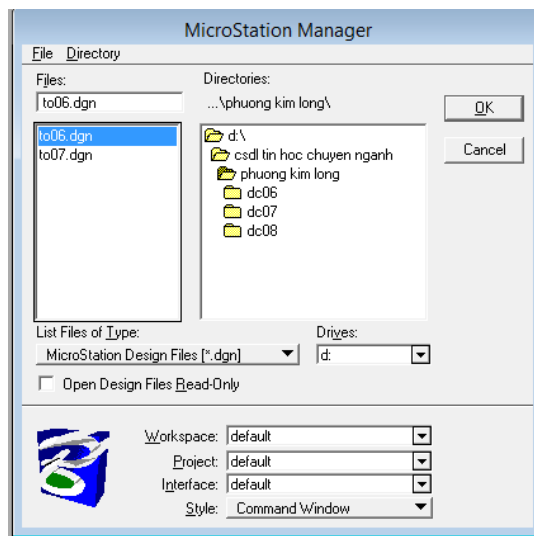 MicroStation Manager
File Directory
Files: Directories:
to06.dgn ...\phuong kim long\ OK
to06.dgn d:\
to07.dgn csdl tin hoc chuyen nganh Cancel
phuong kim long
dc06
dc07
dc08
List Files of Type: Drives:
MicroStation Design Files [*.dgn] d:
Open Design Files Read-Only
Workspace: default
Project: default
Interface: default
Style: Command Window